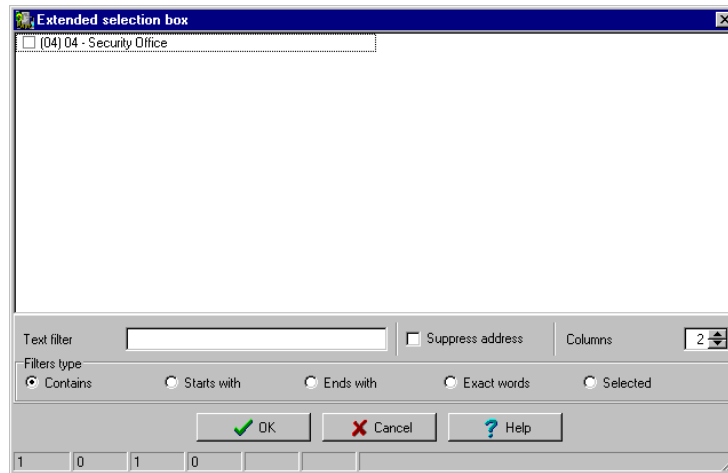 Extended selection box
(04) 04 - Security Office
Text filter
Suppress address
Columns
2
Filters type
Contains
Starts with
Ends with
Exact words
Selected
OK
Cancel
Help
1 0 1 0